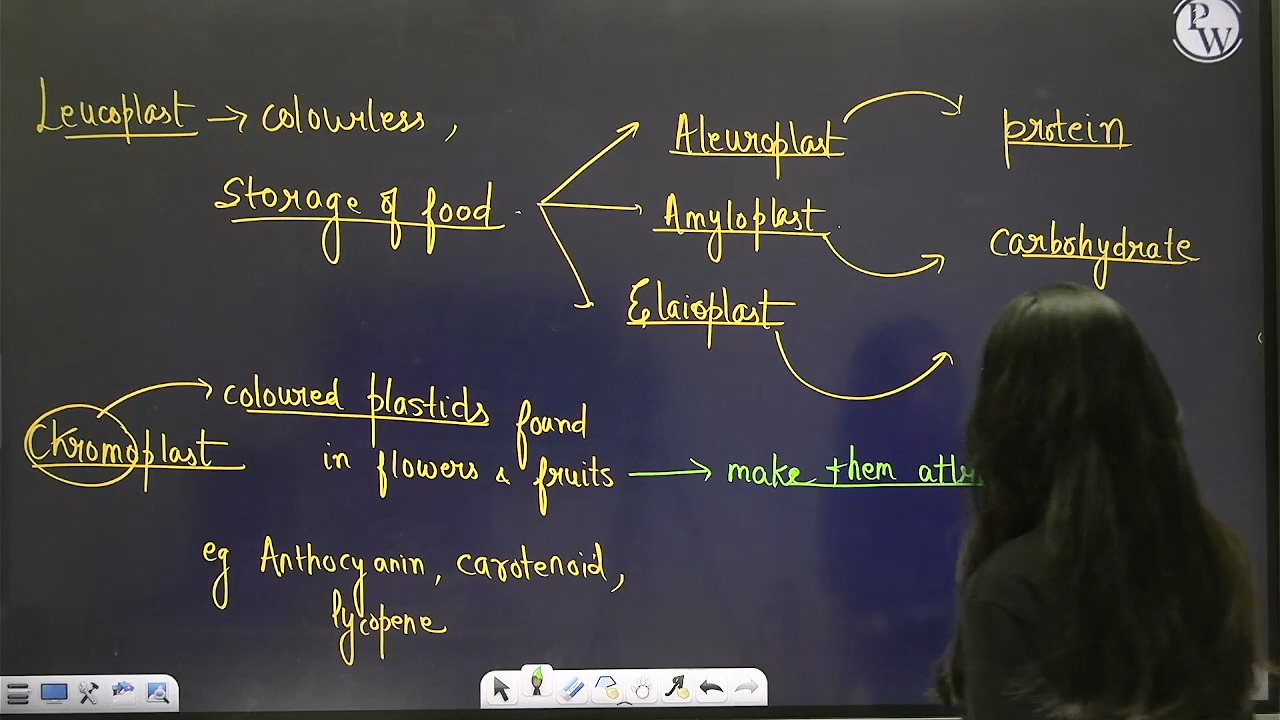 PW
Leucoplast → colourless,
Storage of food.
Aleuroplast
protein
Amyloplast
carbohydrate
Elaioplast
Chromoplast
coloured plastids found
in flowers & fruits → make them
eg Anthocyanin, carotenoid,
lycopene